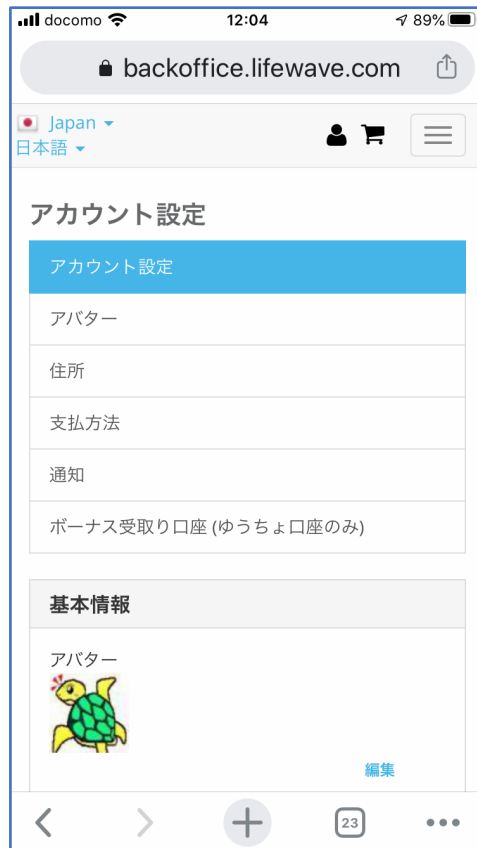 docomo 12:04 89%
backoffice.lifewave.com
Japan
日本語
アカウント設定
アカウント設定
アバター
住所
支払方法
通知
ボーナス受取り口座 (ゆうちょ口座のみ)
基本情報
アバター
編集
23